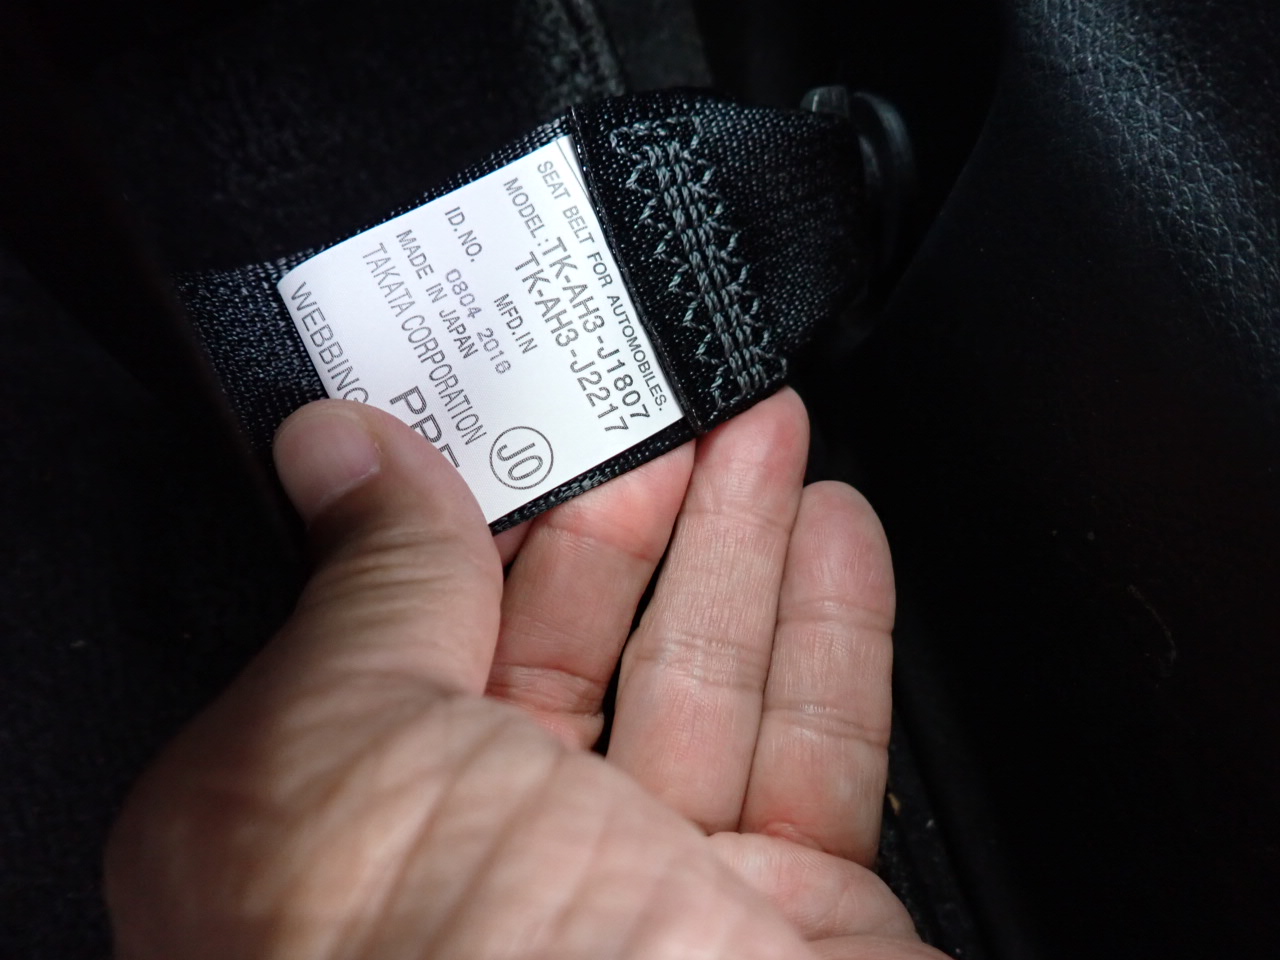 SEAT BELT FOR AUTOMOBILES.
MODEL: TK-AH3-J1807
TK-AH3-J2217
MFD.IN
ID.NO. 0804 2018
MADE IN JAPAN
TAKATA CORPORATION
J0
WEBBING